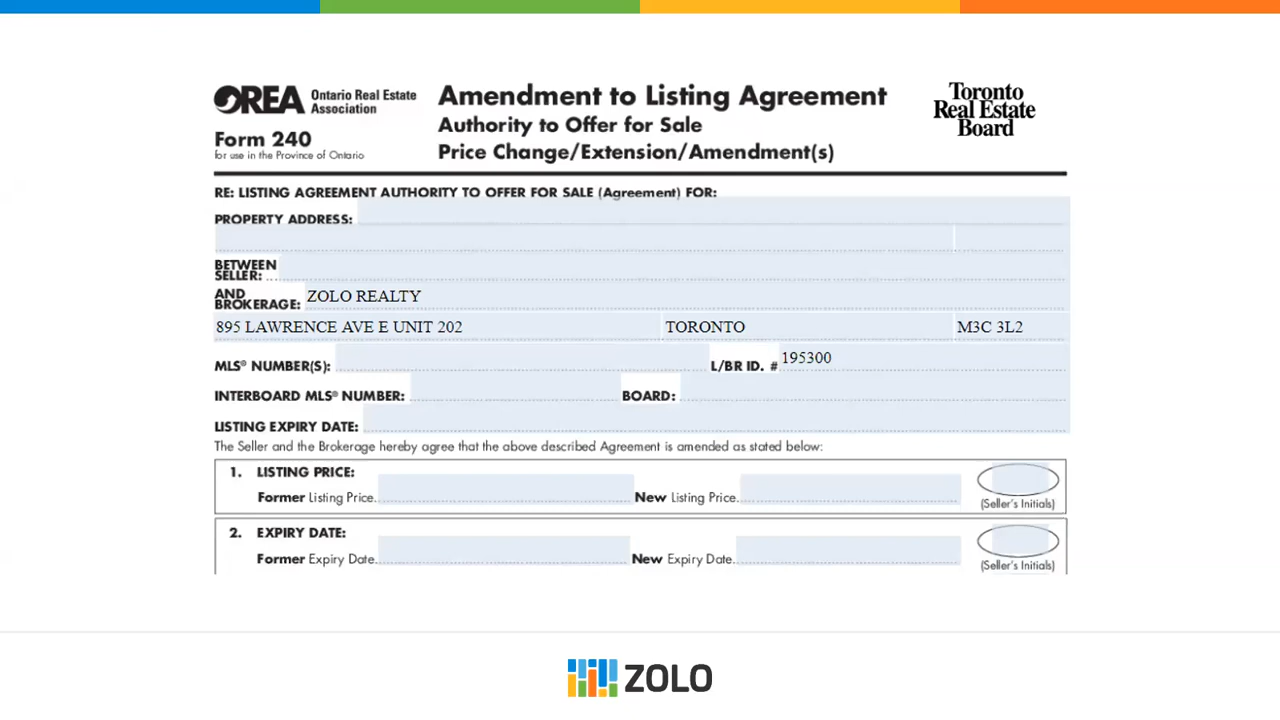 OREA Ontario Real Estate Association
Form 240
for use in the Province of Ontario
Amendment to Listing Agreement
Authority to Offer for Sale
Price Change/Extension/Amendment(s)
Toronto
Real Estate
Board
RE: LISTING AGREEMENT AUTHORITY TO OFFER FOR SALE (Agreement) FOR:
PROPERTY ADDRESS:
BETWEEN
SELLER:
AND
BROKERAGE: ZOLO REALTY
895 LAWRENCE AVE E UNIT 202 TORONTO M3C 3L2
MLS® NUMBER(S): L/BR ID. # 195300
INTERBOARD MLS® NUMBER: BOARD:
LISTING EXPIRY DATE:
The Seller and the Brokerage hereby agree that the above described Agreement is amended as stated below:
1. LISTING PRICE:
Former Listing Price New Listing Price
(Seller's Initials)
2. EXPIRY DATE:
Former Expiry Date New Expiry Date
(Seller's Initials)
ZOLO